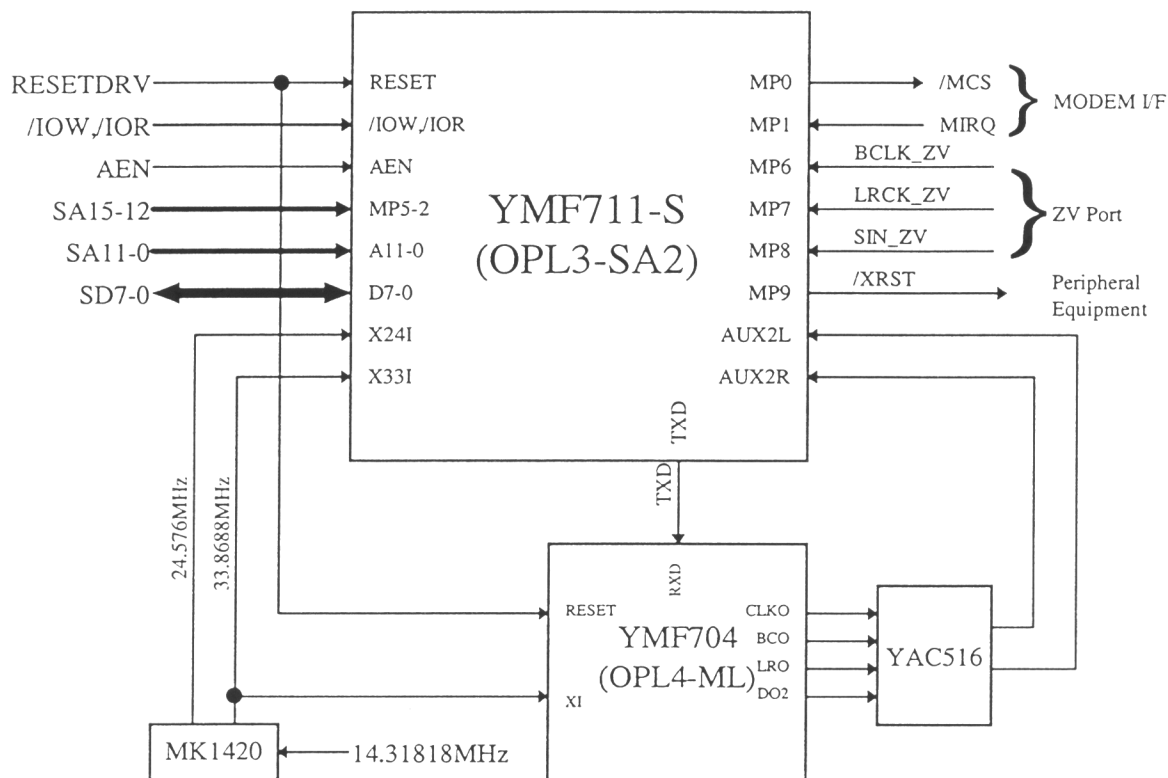 RESETDRV
/IOW,/IOR
AEN
SA15-12
SA11-0
SD7-0
RESET
/IOW,/IOR
AEN
MP5-2
A11-0
D7-0
X24I
X33I
YMF711-S
(OPL3-SA2)
MP0
MP1
MP6
MP7
MP8
MP9
AUX2L
AUX2R
TXD
/MCS
MIRQ
MODEM I/F
BCLK_ZV
LRCK_ZV
SIN_ZV
ZV Port
/XRST
Peripheral
Equipment
TXD
24.576MHz
33.8688MHz
RXD
RESET
XI
YMF704
(OPL4-ML)
CLKO
BCO
LRO
DO2
YAC516
MK1420
14.31818MHz